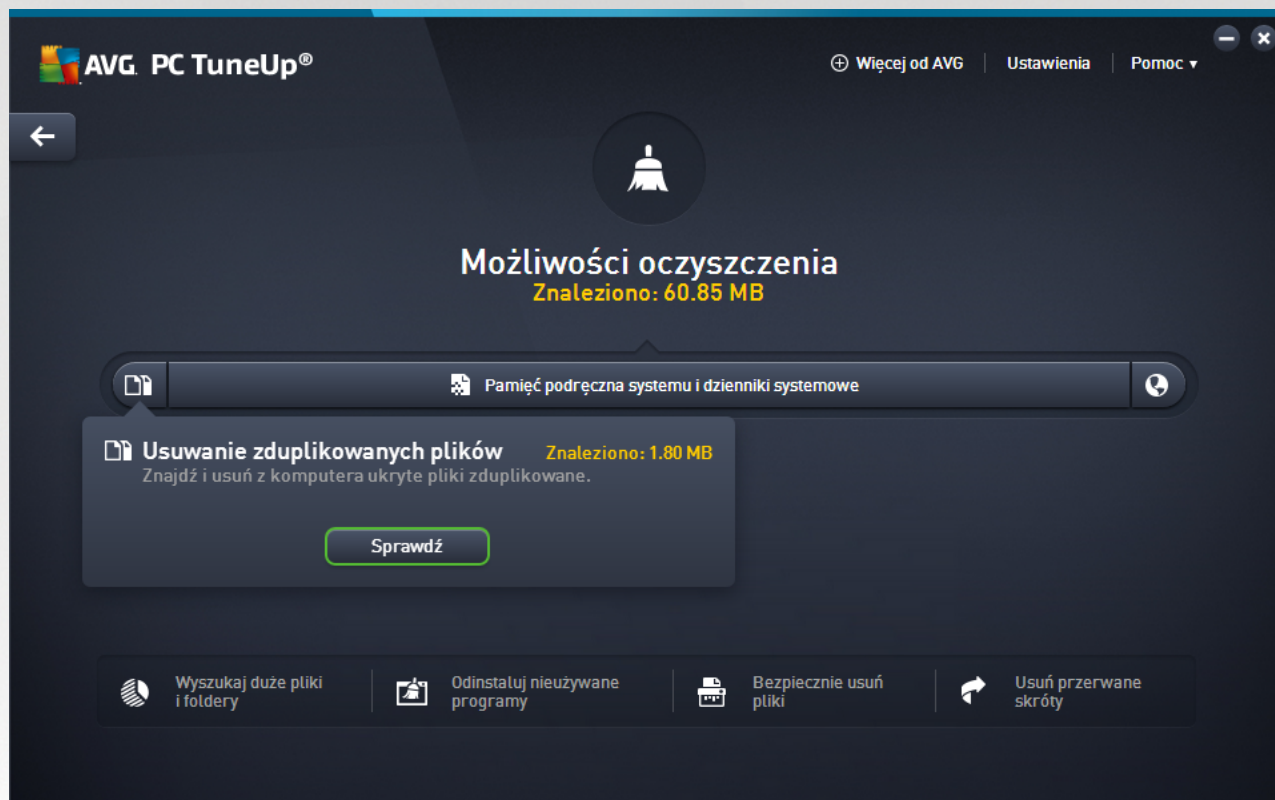 AVG. PC TuneUp®
Więcej od AVG
Ustawienia
Pomoc
Możliwości oczyszczenia
Znaleziono: 60.85 MB
Pamięć podręczna systemu i dzienniki systemowe
Usuwanie zduplikowanych plików
Znaleziono: 1.80 MB
Znajdź i usuń z komputera ukryte pliki zduplikowane.
Sprawdź
Wyszukaj duże pliki
i foldery
Odinstaluj nieużywane
programy
Bezpiecznie usuń
pliki
Usuń przerwane
skróty